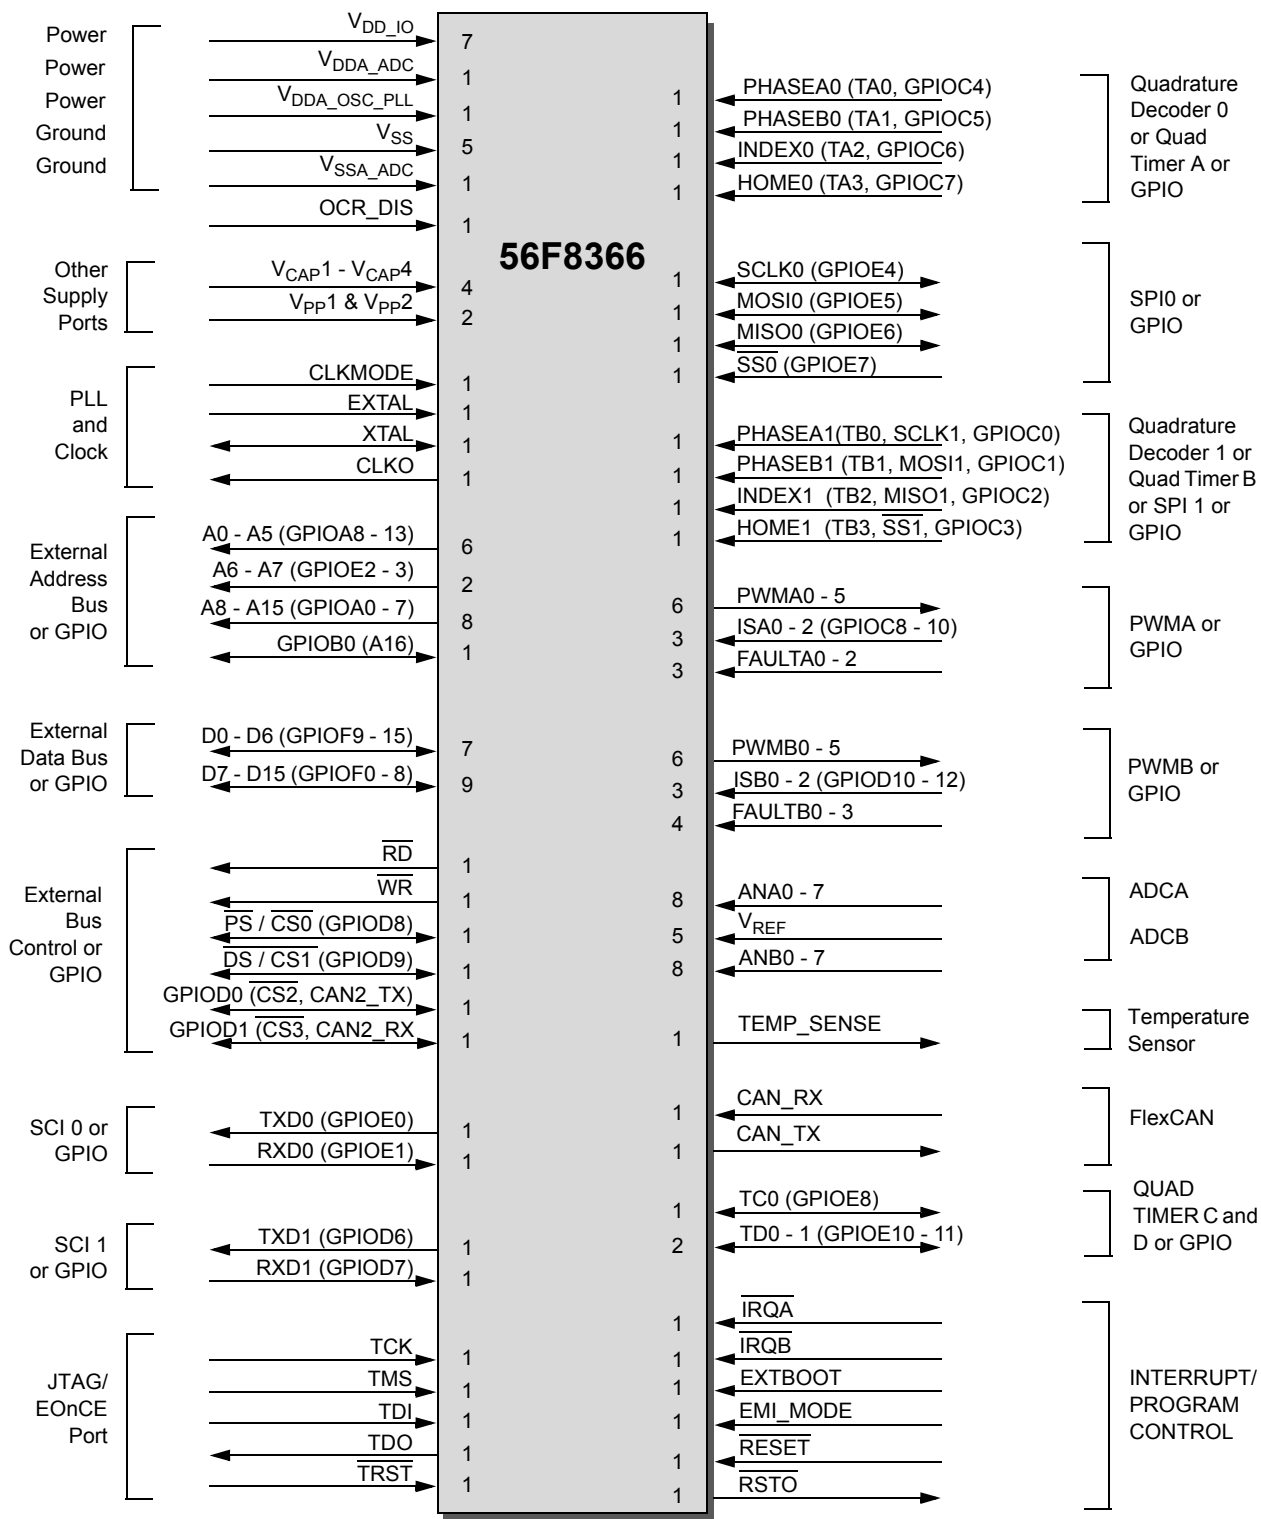 56F8366
Power
Power
Power
Ground
Ground
V_DD_IO 7
V_DDA_ADC 1
V_DDA_OSC_PLL 1
V_SS 5
V_SSA_ADC 1
OCR_DIS 1
Other
Supply
Ports
V_CAP1 - V_CAP4 4
V_PP1 & V_PP2 2
PLL
and
Clock
CLKMODE 1
EXTAL 1
XTAL 1
CLKO 1
External
Address
Bus
or GPIO
A0 - A5 (GPIOA8 - 13) 6
A6 - A7 (GPIOE2 - 3) 2
A8 - A15 (GPIOA0 - 7) 8
GPIOB0 (A16) 1
External
Data Bus
or GPIO
D0 - D6 (GPIOF9 - 15) 7
D7 - D15 (GPIOF0 - 8) 9
External
Bus
Control or
GPIO
RD 1
WR 1
PS / CS0 (GPIOD8) 1
DS / CS1 (GPIOD9) 1
GPIOD0 (CS2, CAN2_TX) 1
GPIOD1 (CS3, CAN2_RX 1
SCI 0 or
GPIO
TXD0 (GPIOE0) 1
RXD0 (GPIOE1) 1
SCI 1
or GPIO
TXD1 (GPIOD6) 1
RXD1 (GPIOD7) 1
JTAG/
EOnCE
Port
TCK 1
TMS 1
TDI 1
TDO 1
TRST 1
1 PHASEA0 (TA0, GPIOC4)
1 PHASEB0 (TA1, GPIOC5)
1 INDEX0 (TA2, GPIOC6)
1 HOME0 (TA3, GPIOC7)
Quadrature
Decoder 0
or Quad
Timer A or
GPIO
1 SCLK0 (GPIOE4)
1 MOSI0 (GPIOE5)
1 MISO0 (GPIOE6)
1 SS0 (GPIOE7)
SPI0 or
GPIO
1 PHASEA1(TB0, SCLK1, GPIOC0)
1 PHASEB1 (TB1, MOSI1, GPIOC1)
1 INDEX1 (TB2, MISO1, GPIOC2)
1 HOME1 (TB3, SS1, GPIOC3)
Quadrature
Decoder 1 or
Quad Timer B
or SPI 1 or
GPIO
6 PWMA0 - 5
3 ISA0 - 2 (GPIOC8 - 10)
3 FAULTA0 - 2
PWMA or
GPIO
6 PWMB0 - 5
3 ISB0 - 2 (GPIOD10 - 12)
4 FAULTB0 - 3
PWMB or
GPIO
8 ANA0 - 7
5 V_REF
8 ANB0 - 7
ADCA
ADCB
1 TEMP_SENSE
Temperature
Sensor
1 CAN_RX
1 CAN_TX
FlexCAN
1 TC0 (GPIOE8)
2 TD0 - 1 (GPIOE10 - 11)
QUAD
TIMER C and
D or GPIO
1 IRQA
1 IRQB
1 EXTBOOT
1 EMI_MODE
1 RESET
1 RSTO
INTERRUPT/
PROGRAM
CONTROL